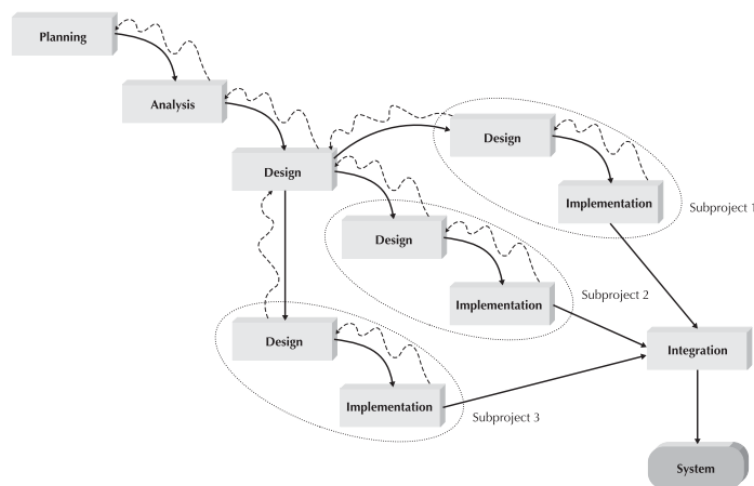 Planning
Analysis
Design
Design
Implementation
Subproject 1
Design
Implementation
Subproject 2
Design
Implementation
Subproject 3
Integration
System